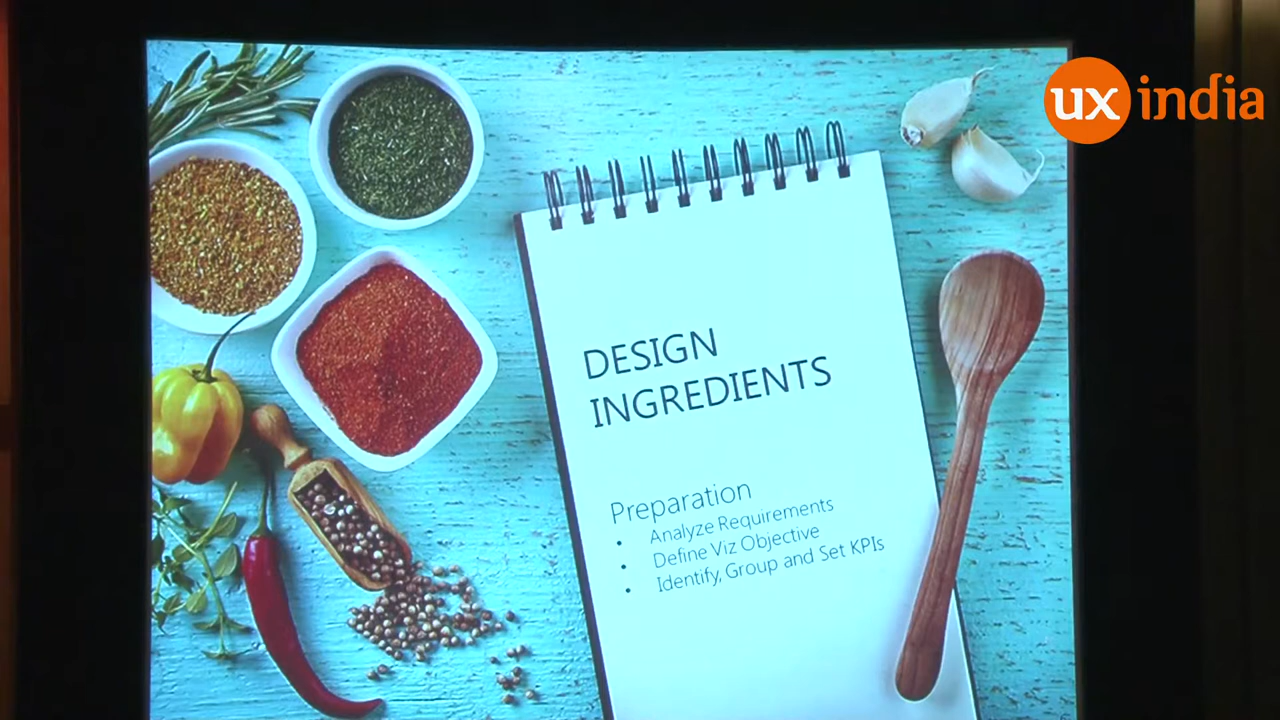 ux india
DESIGN
INGREDIENTS
Preparation
• Analyze Requirements
• Define Viz Objective
• Identify, Group and Set KPIs